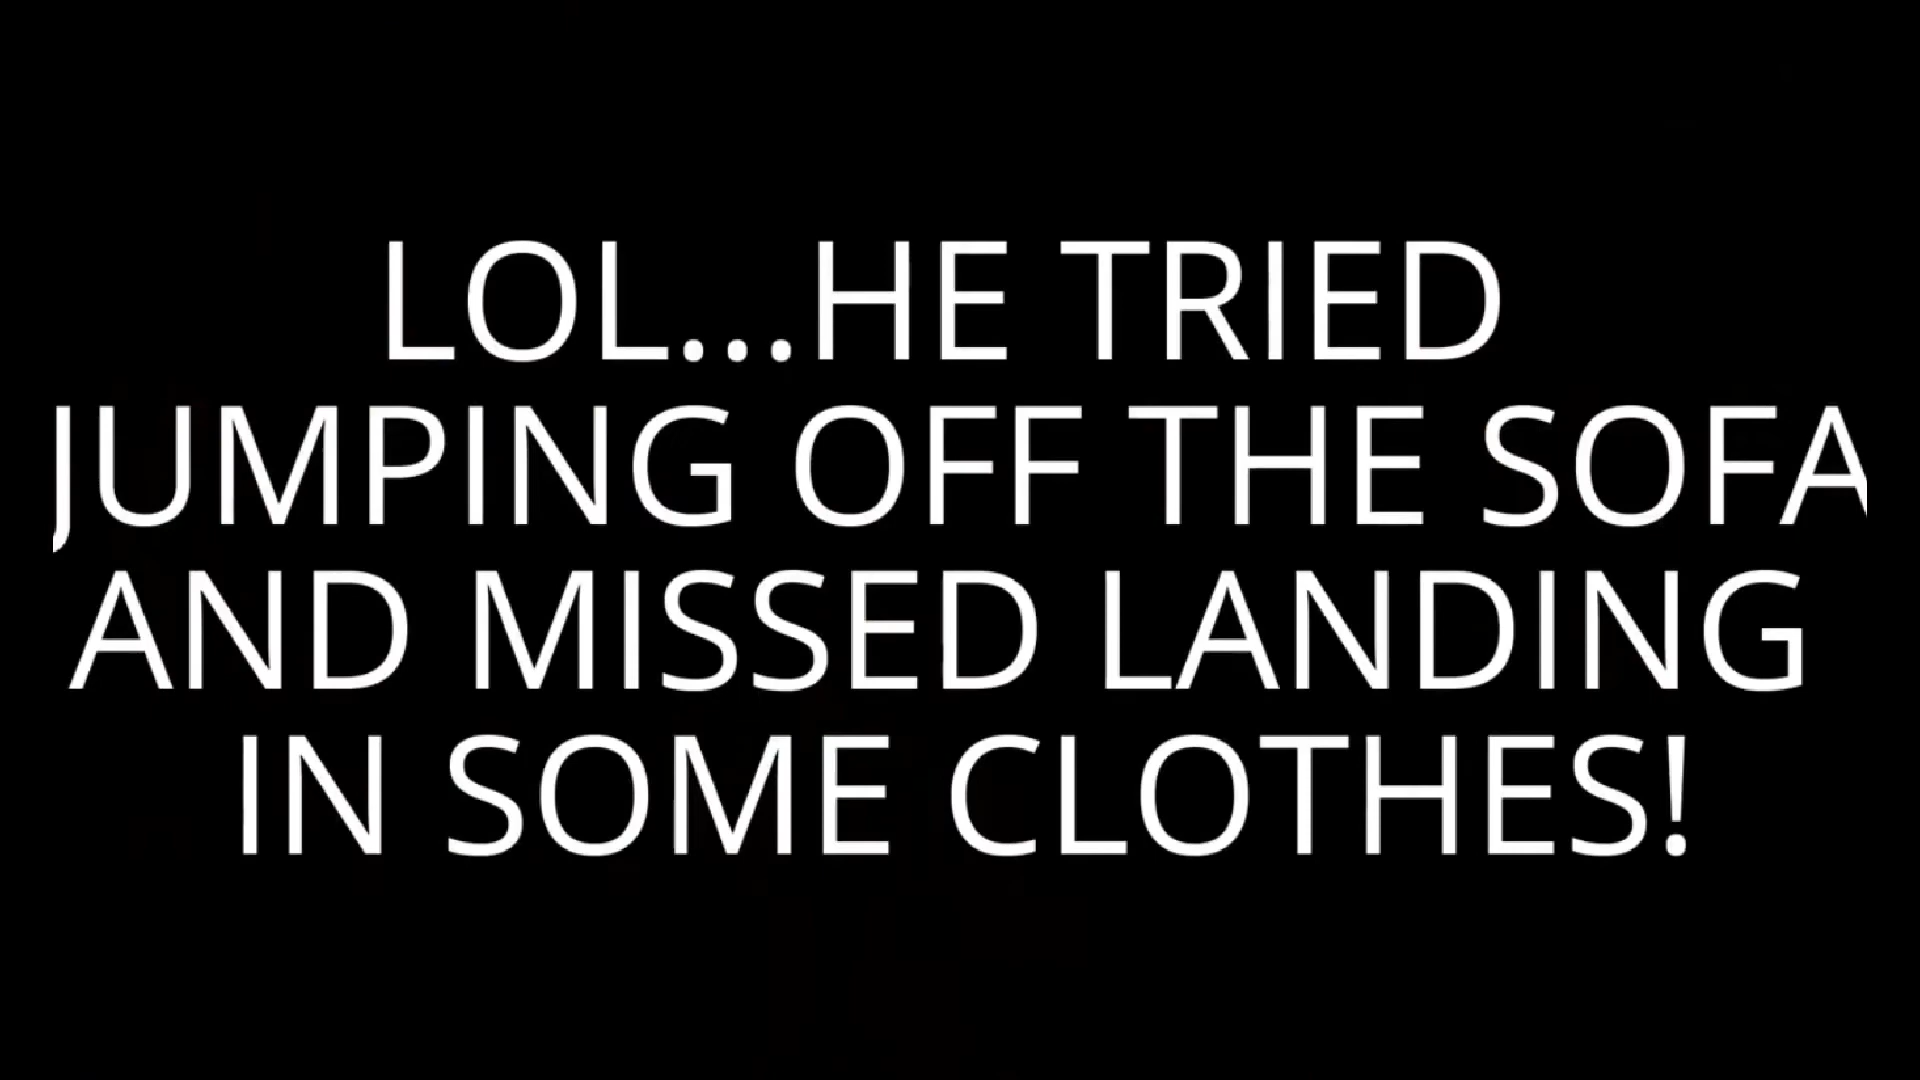 LOL...HE TRIED
JUMPING OFF THE SOFA
AND MISSED LANDING
IN SOME CLOTHES!